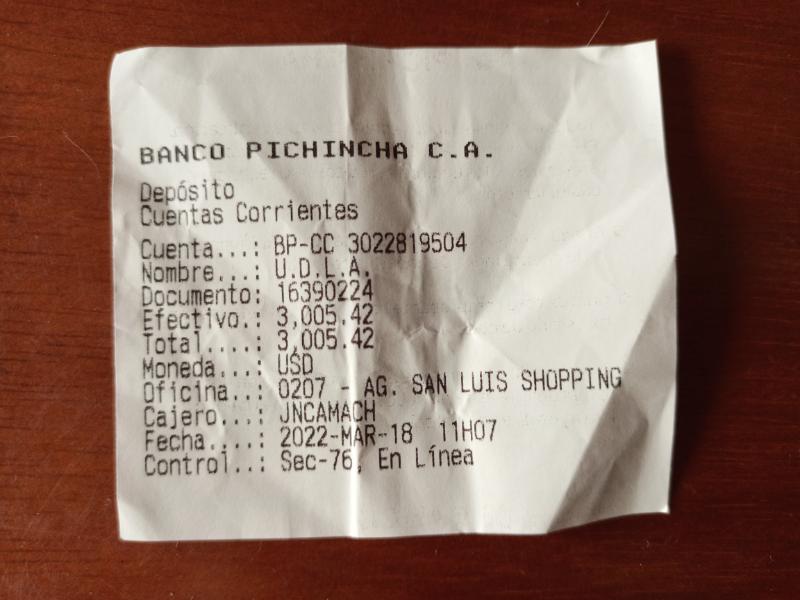 BANCO PICHINCHA C.A.
Depósito
Cuentas Corrientes
Cuenta...: BP-CC 3022819504
Nombre...: U.D.L.A.
Documento: 16390224
Efectivo.: 3,005.42
Total....: 3,005.42
Moneda...: USD
Oficina..: 0207 - AG. SAN LUIS SHOPPING
Cajero...: JNCAMACH
Fecha....: 2022-MAR-18 11H07
Control..: Sec-76, En Línea